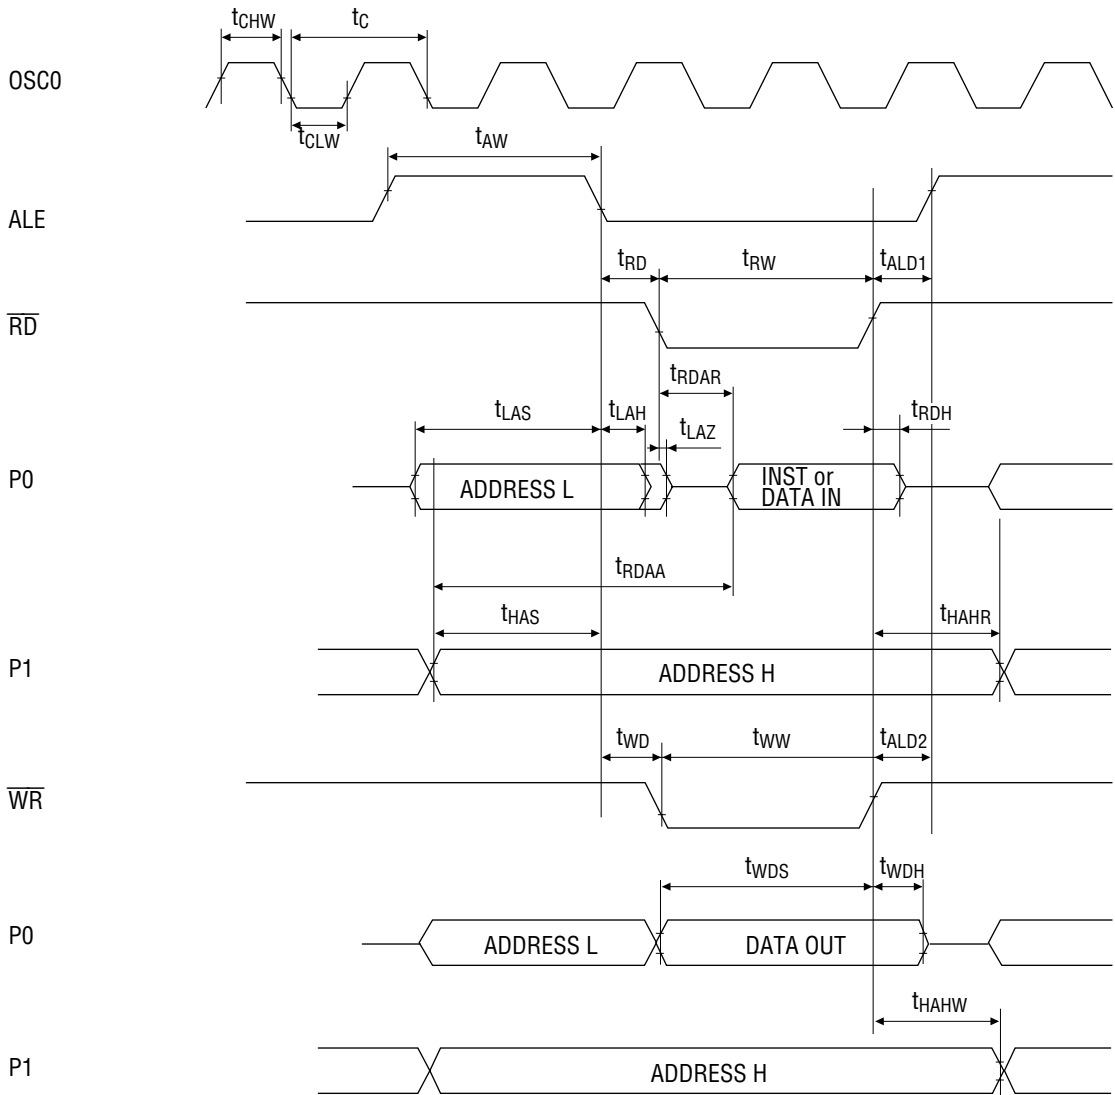 tCHW
tC
OSC0
tCLW
tAW
ALE
tRD
tRW
tALD1
RD
tRDAR
tLAS
tLAH
tLAZ
tRDH
P0
ADDRESS L
INST or
DATA IN
tRDAA
tHAS
tHAHR
P1
ADDRESS H
tWD
tWW
tALD2
WR
tWDS
tWDH
P0
ADDRESS L
DATA OUT
tHAHW
P1
ADDRESS H